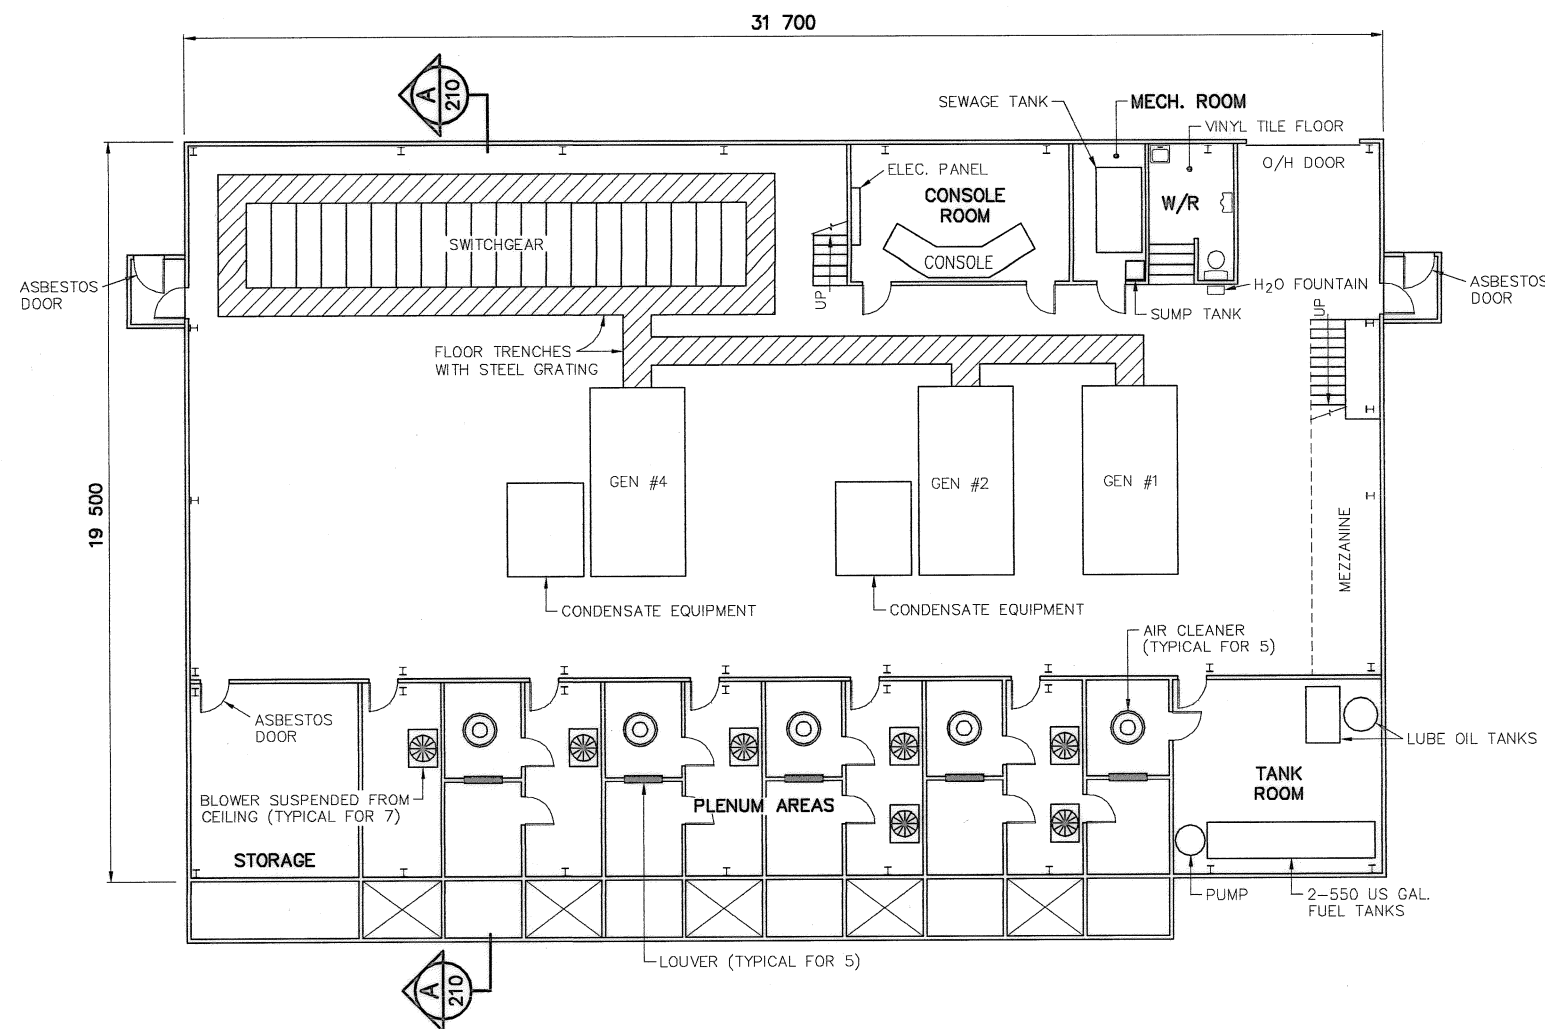 31 700
A
210
SEWAGE TANK
MECH. ROOM
VINYL TILE FLOOR
O/H DOOR
ELEC. PANEL
CONSOLE
ROOM
W/R
SWITCHGEAR
CONSOLE
ASBESTOS
DOOR
UP
H2O FOUNTAIN
ASBESTOS
DOOR
SUMP TANK
UP
FLOOR TRENCHES
WITH STEEL GRATING
19 500
GEN #4
GEN #2
GEN #1
MEZZANINE
CONDENSATE EQUIPMENT
CONDENSATE EQUIPMENT
AIR CLEANER
(TYPICAL FOR 5)
ASBESTOS
DOOR
LUBE OIL TANKS
TANK
ROOM
BLOWER SUSPENDED FROM
CEILING (TYPICAL FOR 7)
PLENUM AREAS
STORAGE
PUMP
2-550 US GAL.
FUEL TANKS
LOUVER (TYPICAL FOR 5)
A
210